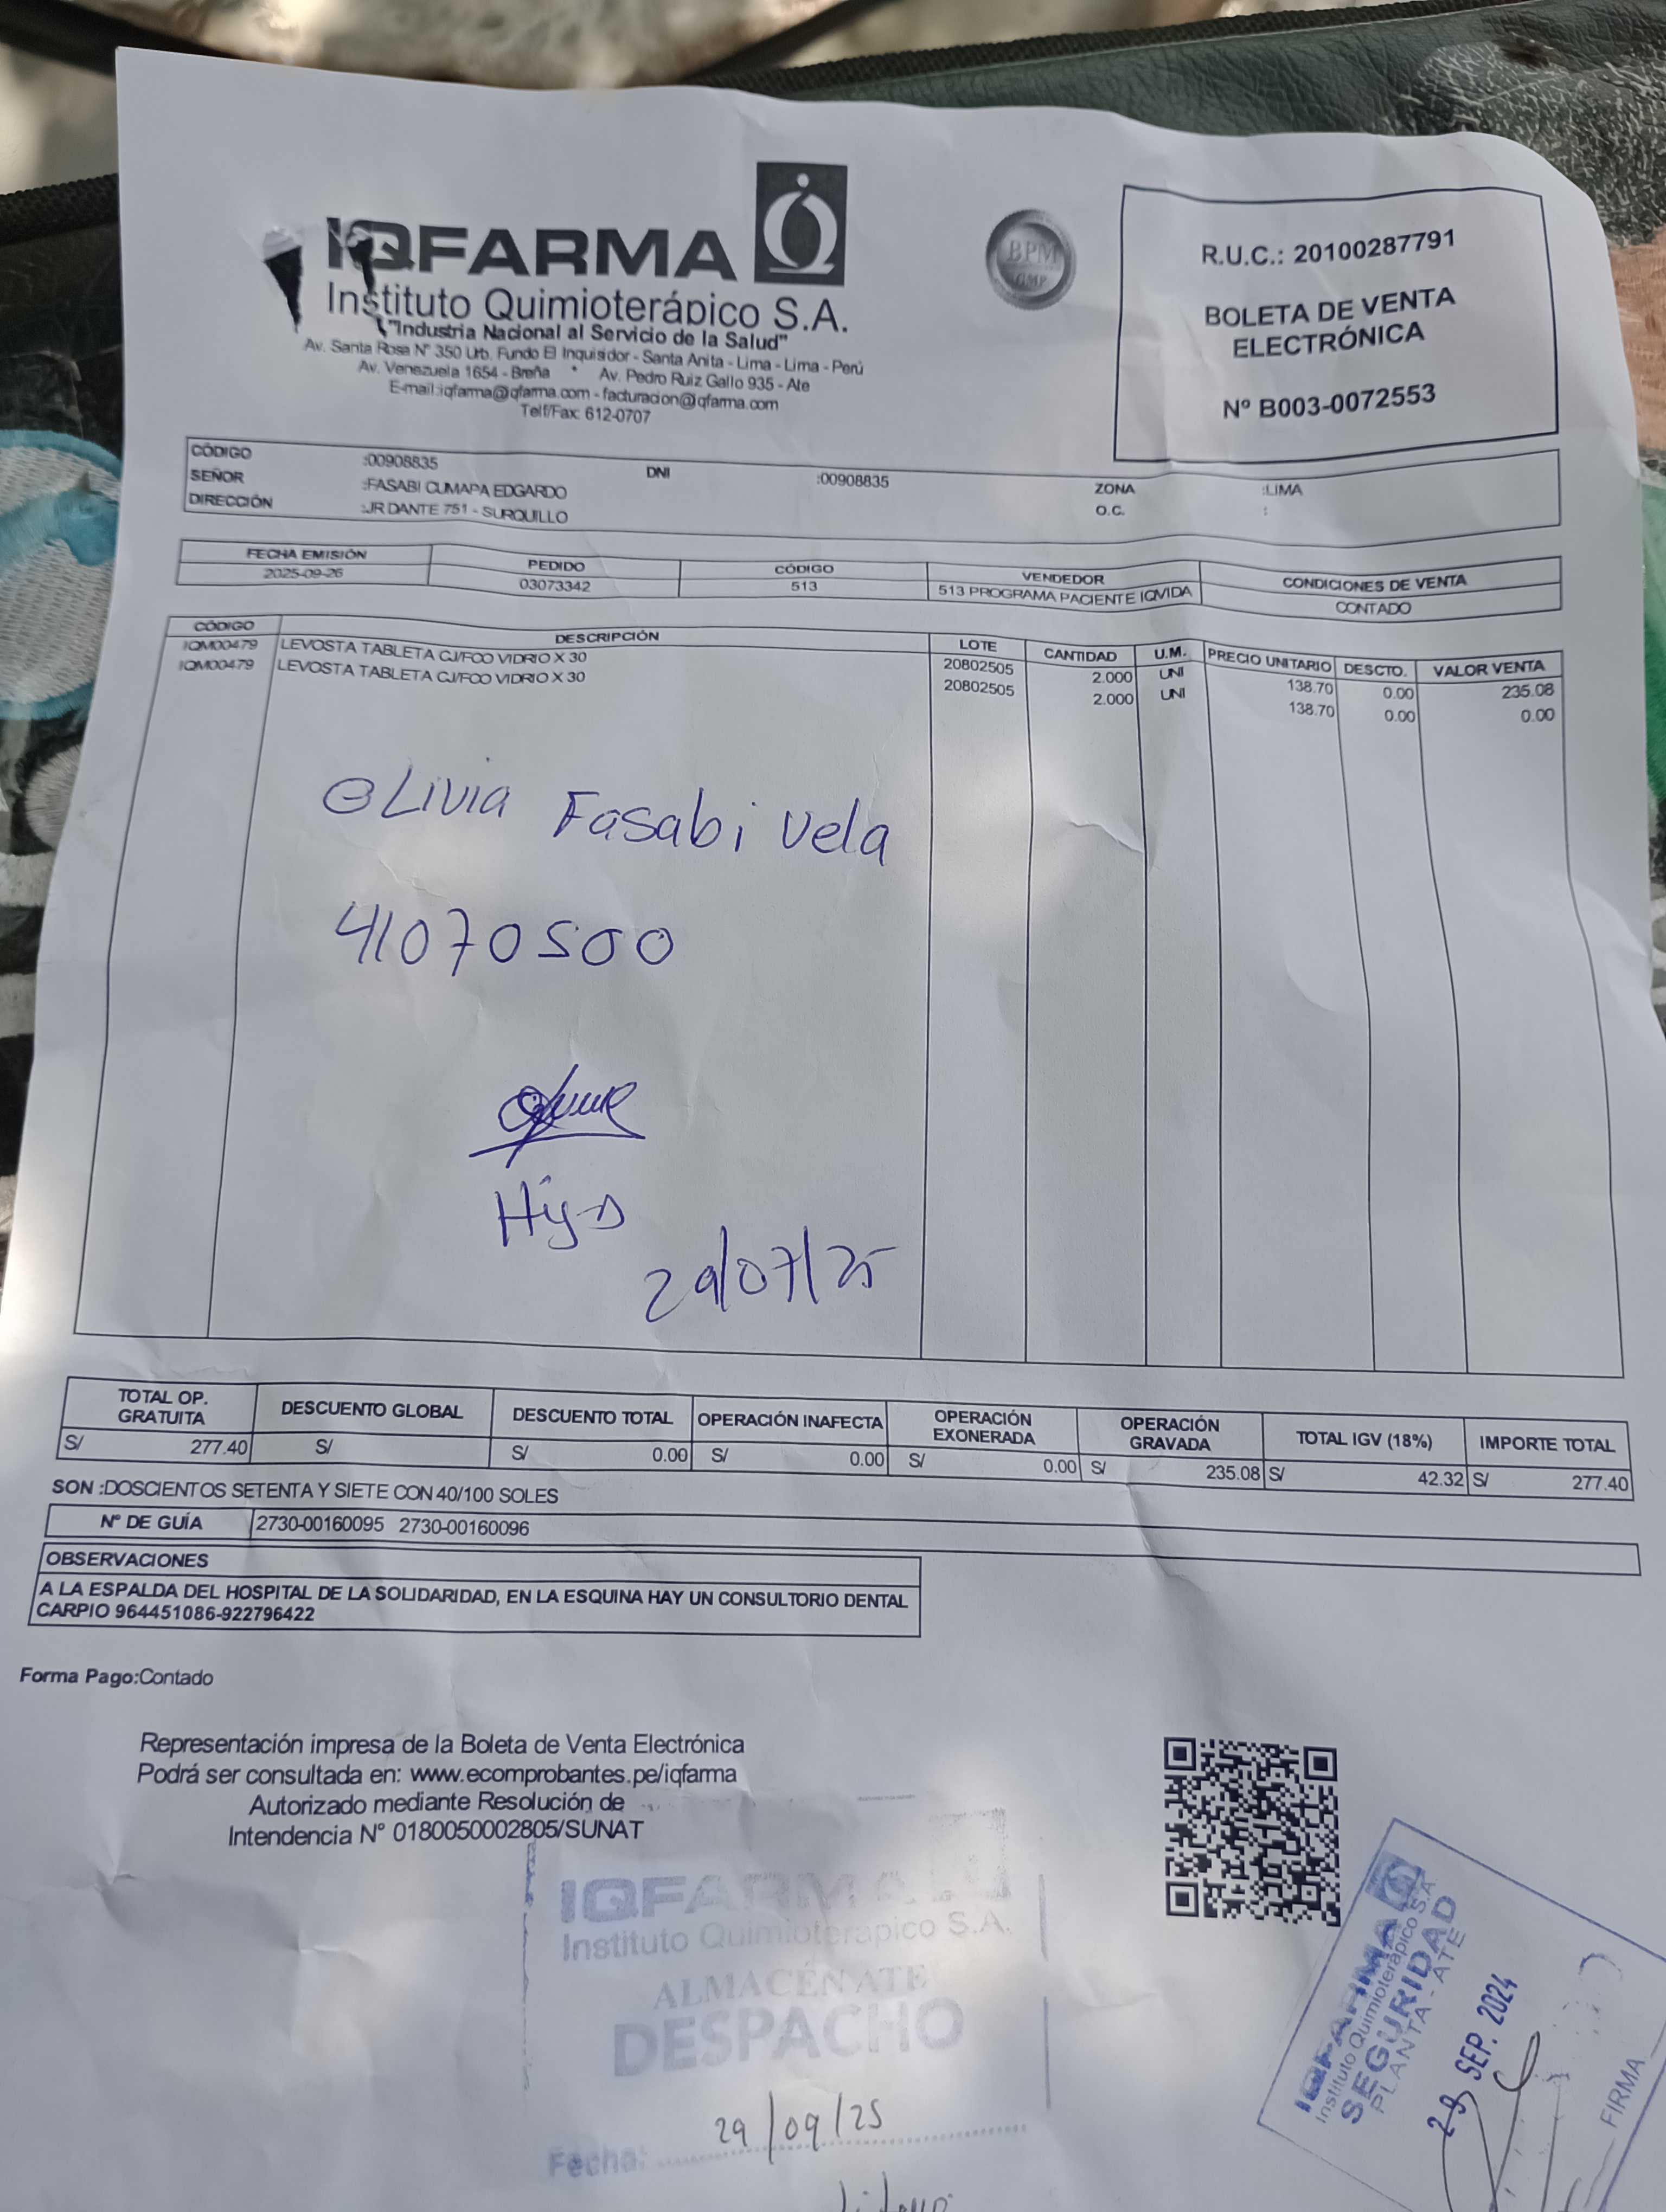 IQFARMA
Instituto Quimioterápico S.A.
"Industria Nacional al Servicio de la Salud"
Av. Santa Rosa N° 350 Urb. Fundo El Inquisidor - Santa Anita - Lima - Lima - Perú
Av. Venezuela 1654 - Breña * Av. Pedro Ruiz Gallo 935 - Ate
E-mail:iqfarma@iqfarma.com - facturacion@iqfarma.com
Telf/Fax: 612-0707
BPM
GMP
R.U.C.: 20100287791
BOLETA DE VENTA
ELECTRÓNICA
Nº B003-0072553
CÓDIGO :00908835 DNI :00908835 ZONA :LIMA
SEÑOR :FASABI CUMAPA EDGARDO O.C. :
DIRECCIÓN :JR DANTE 751 - SURQUILLO
FECHA EMISIÓN PEDIDO CÓDIGO VENDEDOR CONDICIONES DE VENTA
2025-09-26 03073342 513 513 PROGRAMA PACIENTE IQVIDA CONTADO
CÓDIGO DESCRIPCIÓN LOTE CANTIDAD U.M. PRECIO UNITARIO DESCTO. VALOR VENTA
IQM00479 LEVOSTA TABLETA CJ/FCO VIDRIO X 30 20802505 2.000 UNI 138.70 0.00 235.08
IQM00479 LEVOSTA TABLETA CJ/FCO VIDRIO X 30 20802505 2.000 UNI 138.70 0.00 0.00
OLivia Fasabi Vela
41070500
Hija
29/07/25
TOTAL OP. GRATUITA DESCUENTO GLOBAL DESCUENTO TOTAL OPERACIÓN INAFECTA OPERACIÓN EXONERADA OPERACIÓN GRAVADA TOTAL IGV (18%) IMPORTE TOTAL
S/ 277.40 S/ S/ 0.00 S/ 0.00 S/ 0.00 S/ 235.08 S/ 42.32 S/ 277.40
SON :DOSCIENTOS SETENTA Y SIETE CON 40/100 SOLES
Nº DE GUÍA 2730-00160095 2730-00160096
OBSERVACIONES
A LA ESPALDA DEL HOSPITAL DE LA SOLIDARIDAD, EN LA ESQUINA HAY UN CONSULTORIO DENTAL
CARPIO 964451086-922796422
Forma Pago:Contado
Representación impresa de la Boleta de Venta Electrónica
Podrá ser consultada en: www.ecomprobantes.pe/iqfarma
Autorizado mediante Resolución de
Intendencia N° 0180050002805/SUNAT
IQFARMA
Instituto Quimioterapico S.A.
ALMACÉN ATE
DESPACHO
Fecha: 29/09/25
IQFARMA
Instituto Quimioterápico S.A
SEGURIDAD
PLANTA - ATE
29 SEP. 2024
FIRMA